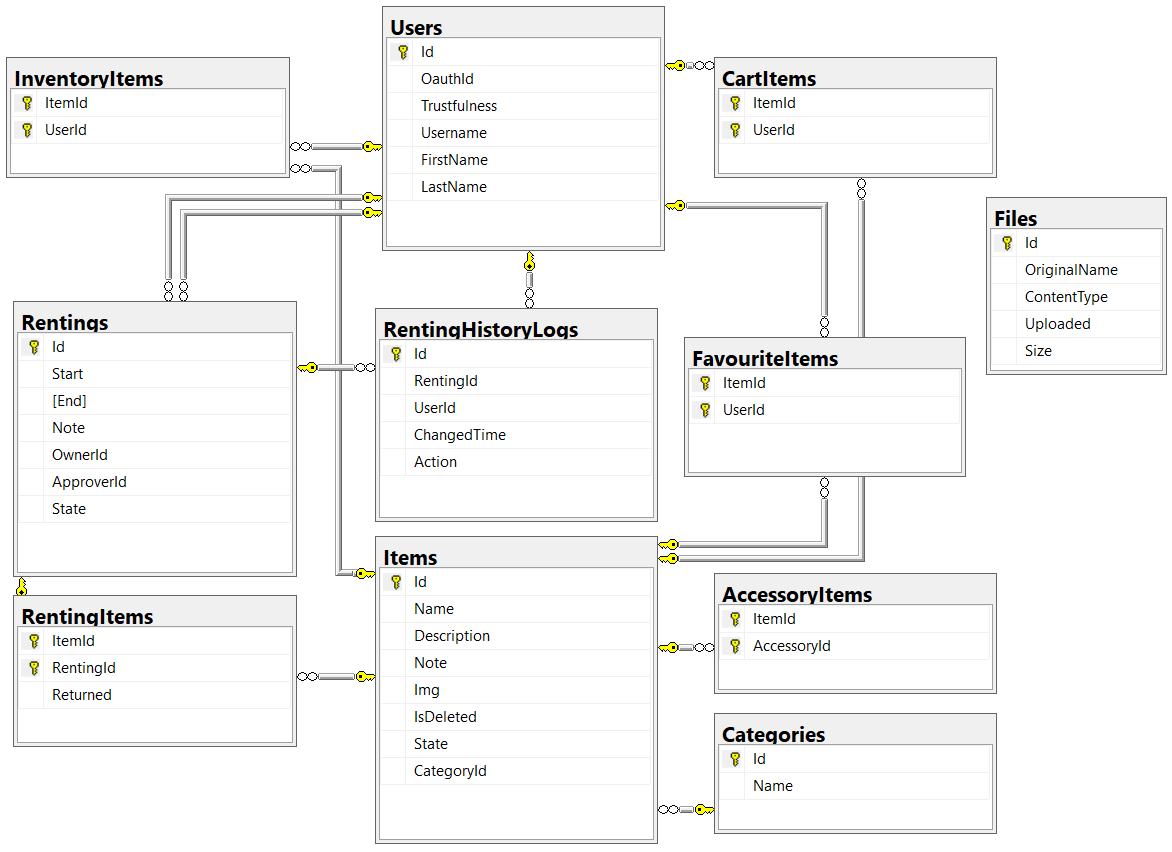 Users
Id
OauthId
Trustfulness
Username
FirstName
LastName
InventoryItems
ItemId
UserId
CartItems
ItemId
UserId
Files
Id
OriginalName
ContentType
Uploaded
Size
Rentings
Id
Start
[End]
Note
OwnerId
ApproverId
State
RentingHistoryLogs
Id
RentingId
UserId
ChangedTime
Action
FavouriteItems
ItemId
UserId
Items
Id
Name
Description
Note
Img
IsDeleted
State
CategoryId
RentingItems
ItemId
RentingId
Returned
AccessoryItems
ItemId
AccessoryId
Categories
Id
Name